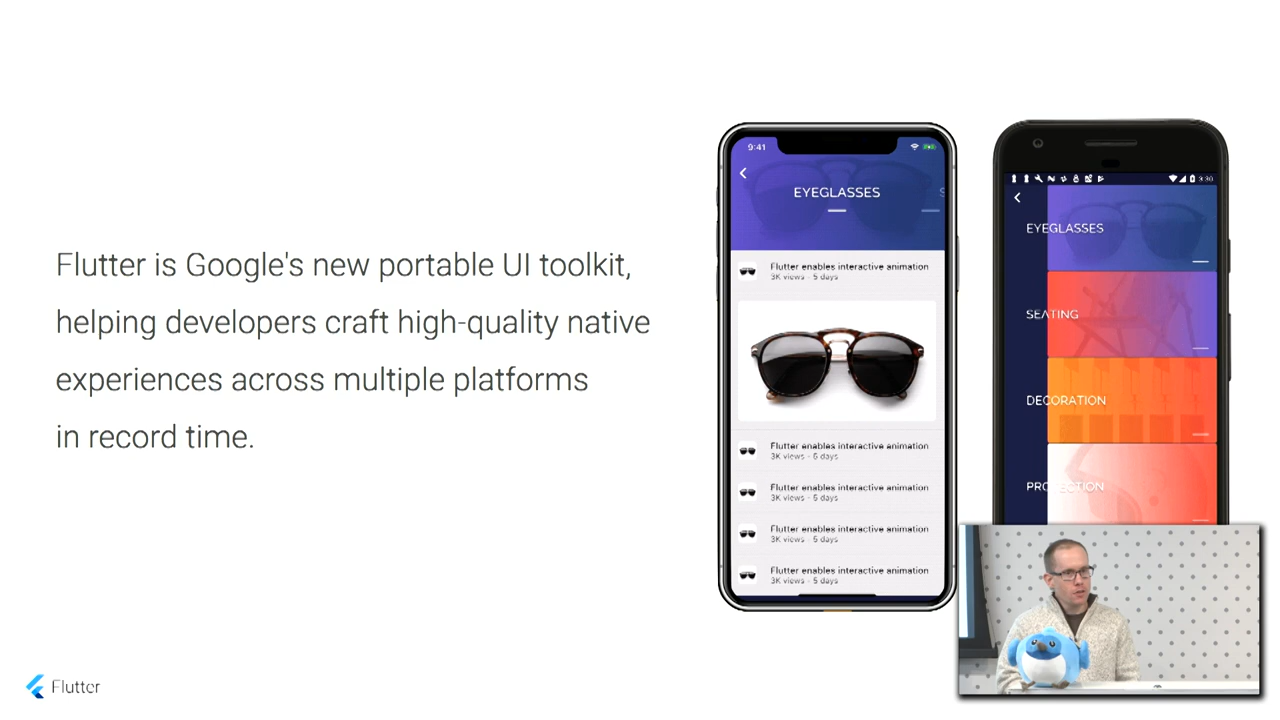 Flutter is Google's new portable UI toolkit,
helping developers craft high-quality native
experiences across multiple platforms
in record time.
9:41
EYEGLASSES
S
Flutter enables interactive animation
3K views - 5 days
Flutter enables interactive animation
3K views - 5 days
Flutter enables interactive animation
3K views - 5 days
Flutter enables interactive animation
3K views - 5 days
Flutter enables interactive animation
3K views - 5 days
3:30
EYEGLASSES
SEATING
DECORATION
PROTECTION
Flutter